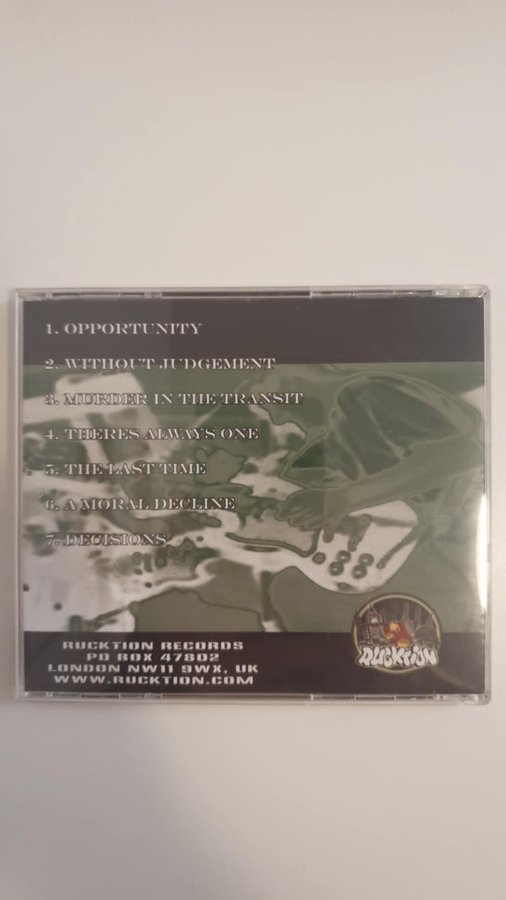 1. OPPORTUNITY
2. WITHOUT JUDGEMENT
3. MURDER IN THE TRANSIT
4. THERES ALWAYS ONE
5. THE LAST TIME
6. A MORAL DECLINE
7. DECISIONS
RUCKTION RECORDS
PO BOX 47802
LONDON NW11 9WX, UK
WWW.RUCKTION.COM
RUCKTION